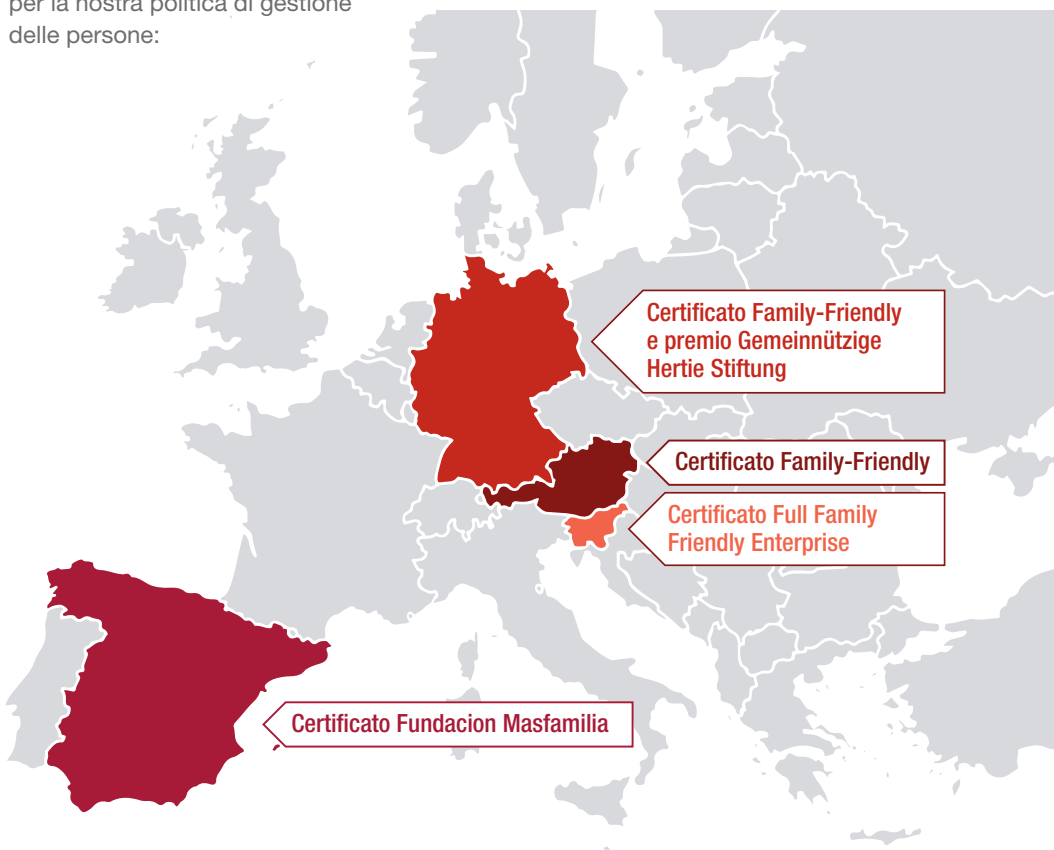 per la nostra politica di gestione
delle persone:
Certificato Family-Friendly
e premio Gemeinnützige
Hertie Stiftung
Certificato Family-Friendly
Certificato Full Family
Friendly Enterprise
Certificato Fundacion Masfamilia